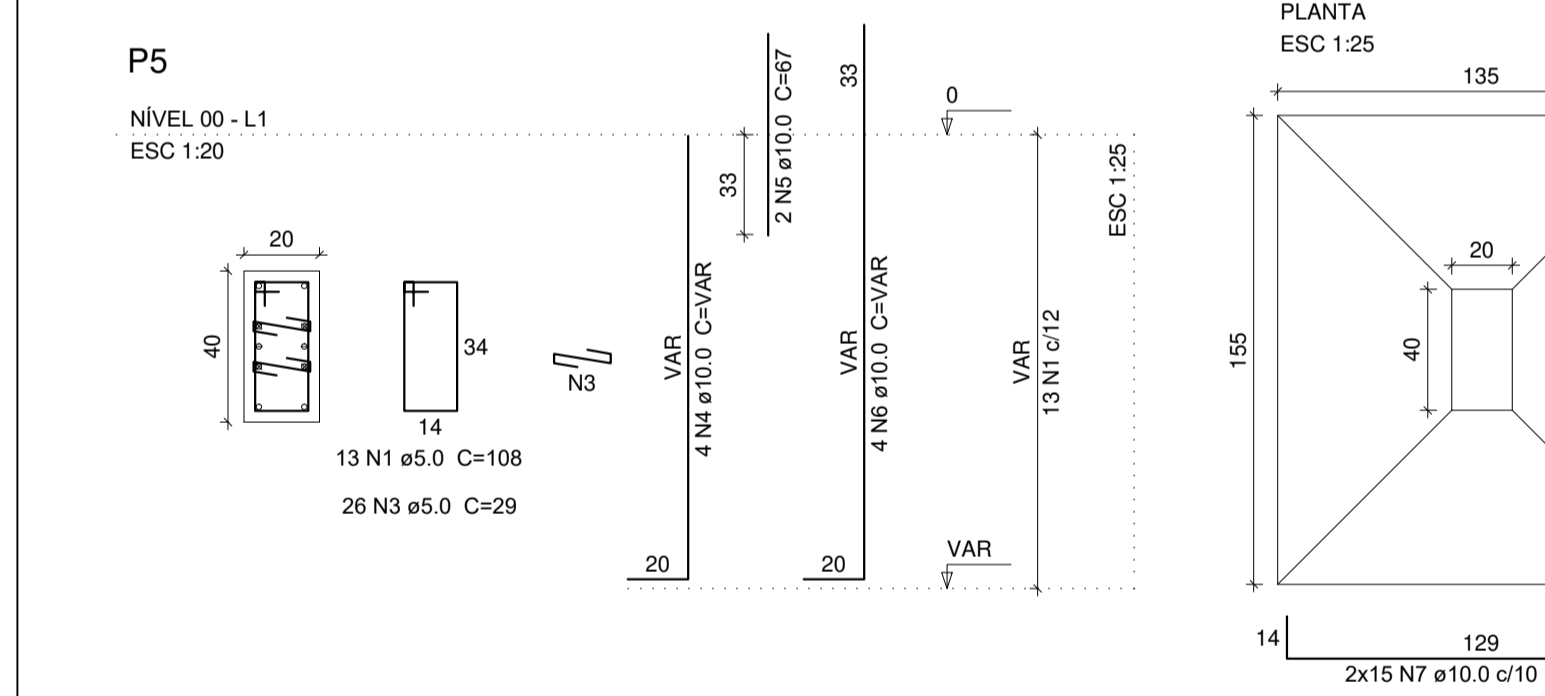 P5
NÍVEL 00 - L1
ESC 1:20
20
40
34
14
N3
13 N1 ø5.0 C=108
26 N3 ø5.0 C=29
VAR
4 N4 ø10.0 C=VAR
20
33
2 N5 ø10.0 C=67
33
VAR
4 N6 ø10.0 C=VAR
20
0
VAR
VAR
13 N1 c/12
ESC 1:25
PLANTA
ESC 1:25
135
155
20
40
14
129
2x15 N7 ø10.0 c/10